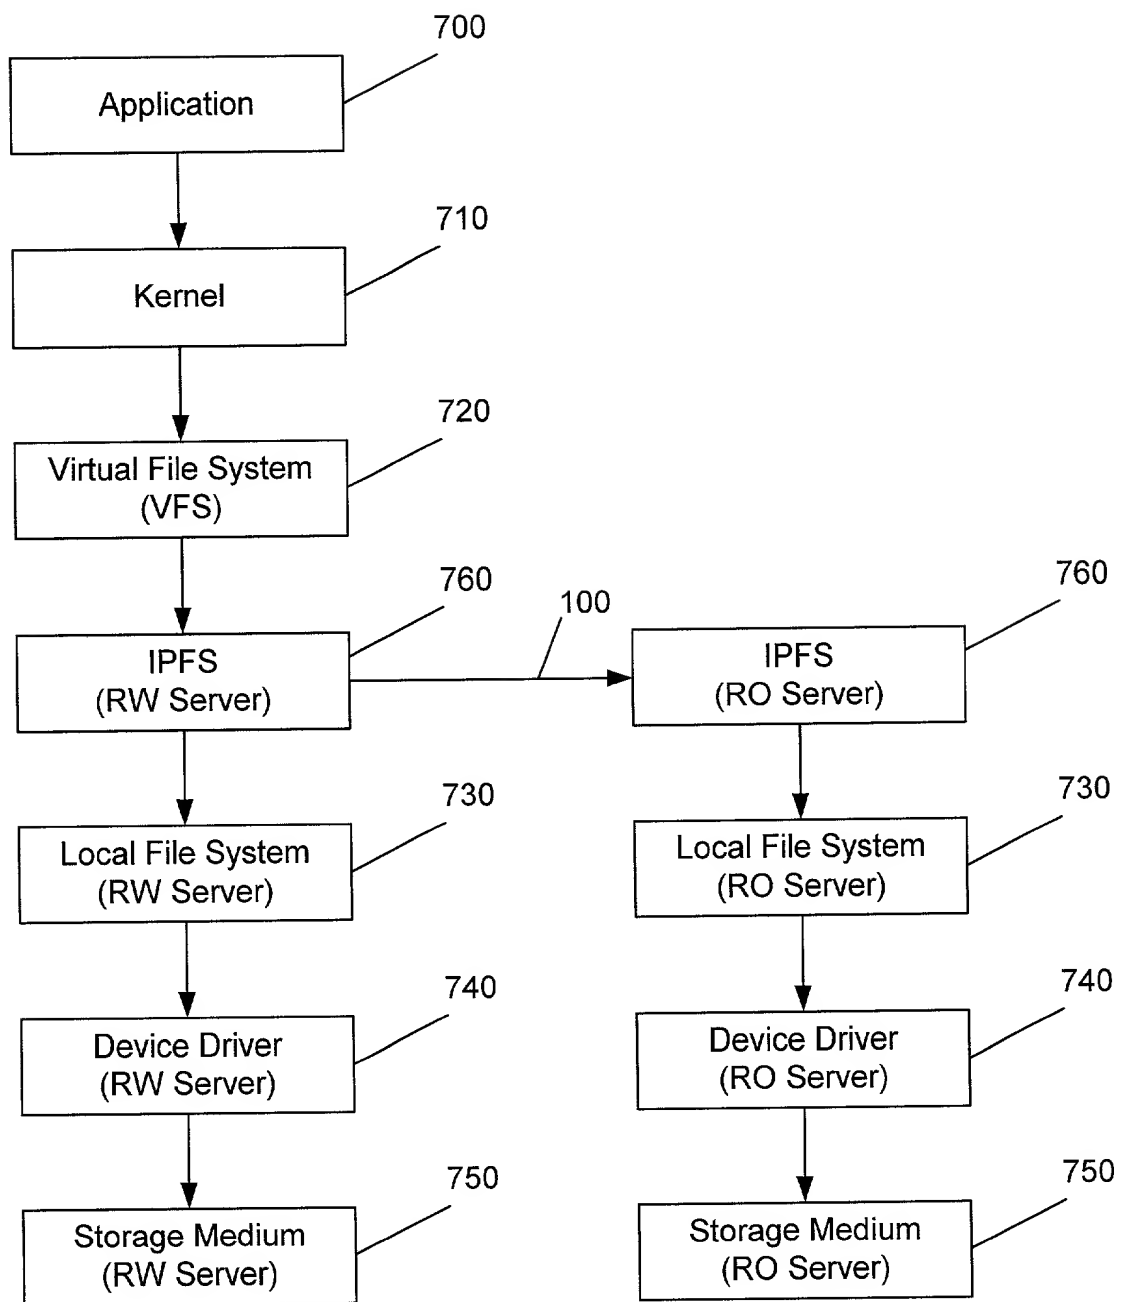 700
Application
710
Kernel
720
Virtual File System
(VFS)
760
100
760
IPFS
(RW Server)
IPFS
(RO Server)
730
730
Local File System
(RW Server)
Local File System
(RO Server)
740
740
Device Driver
(RW Server)
Device Driver
(RO Server)
750
750
Storage Medium
(RW Server)
Storage Medium
(RO Server)